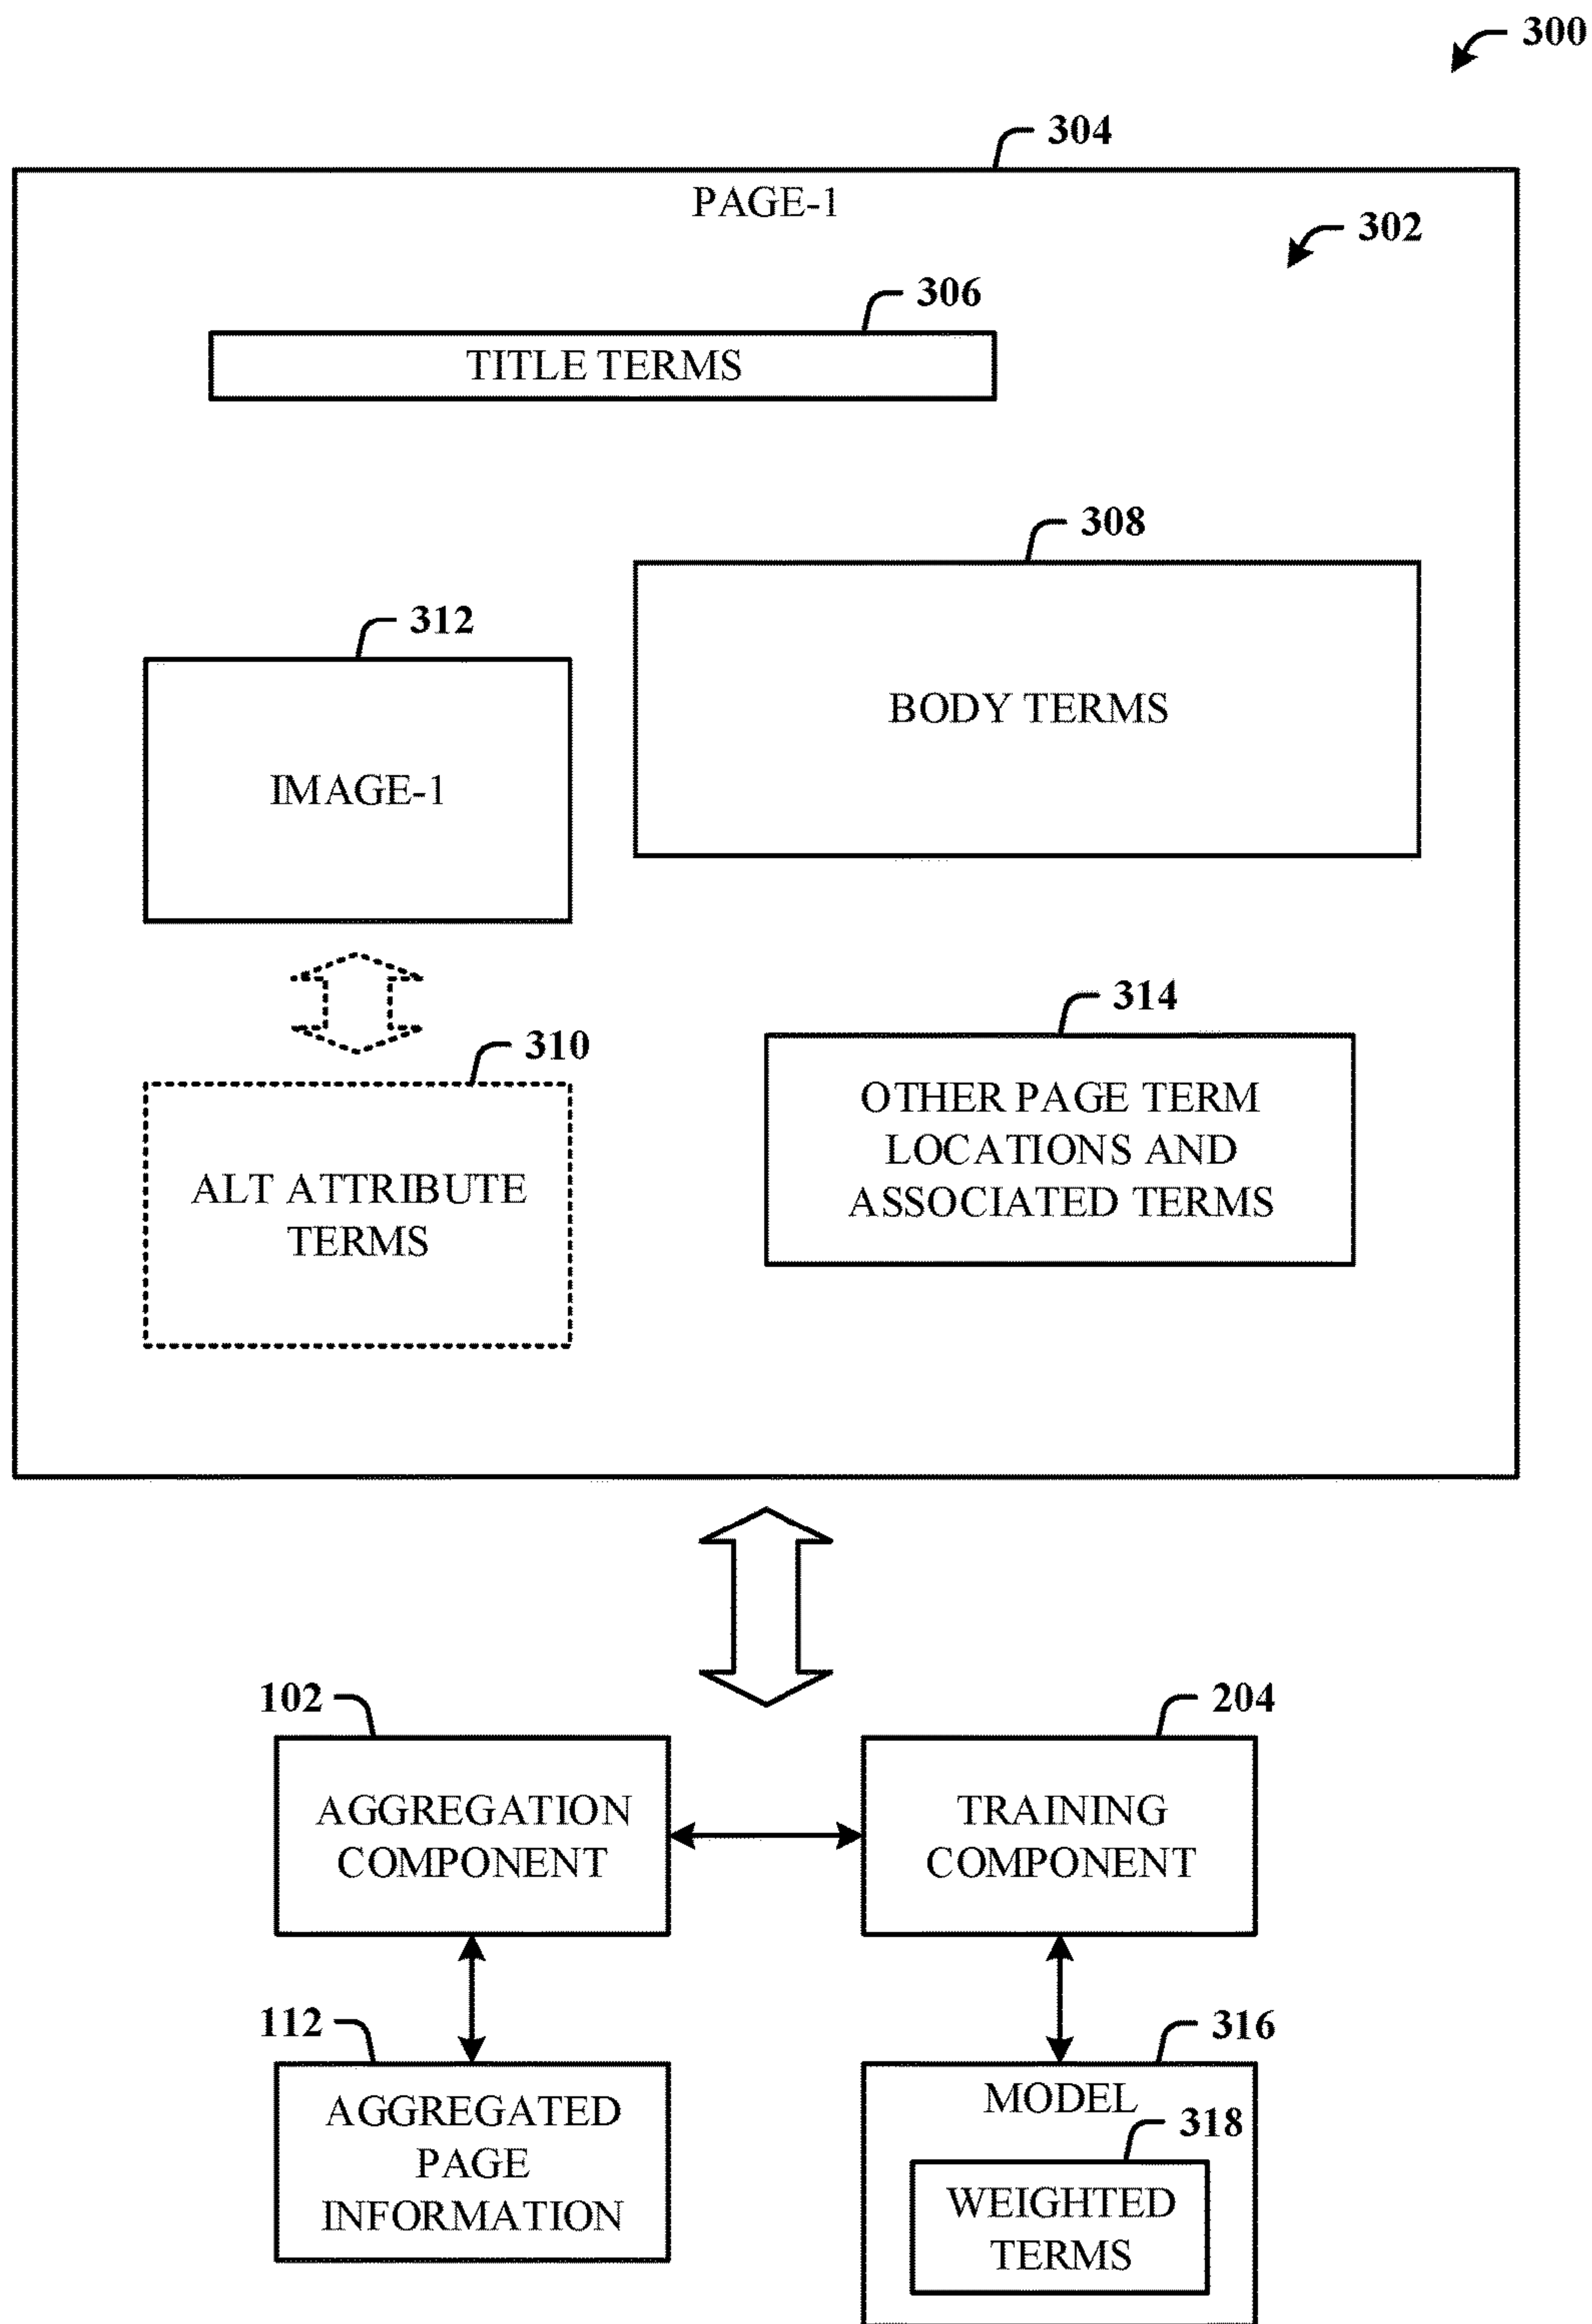 300
304
PAGE-1
302
306
TITLE TERMS
308
BODY TERMS
312
IMAGE-1
314
OTHER PAGE TERM
LOCATIONS AND
ASSOCIATED TERMS
310
ALT ATTRIBUTE
TERMS
102
AGGREGATION
COMPONENT
204
TRAINING
COMPONENT
112
AGGREGATED
PAGE
INFORMATION
316
MODEL
318
WEIGHTED
TERMS